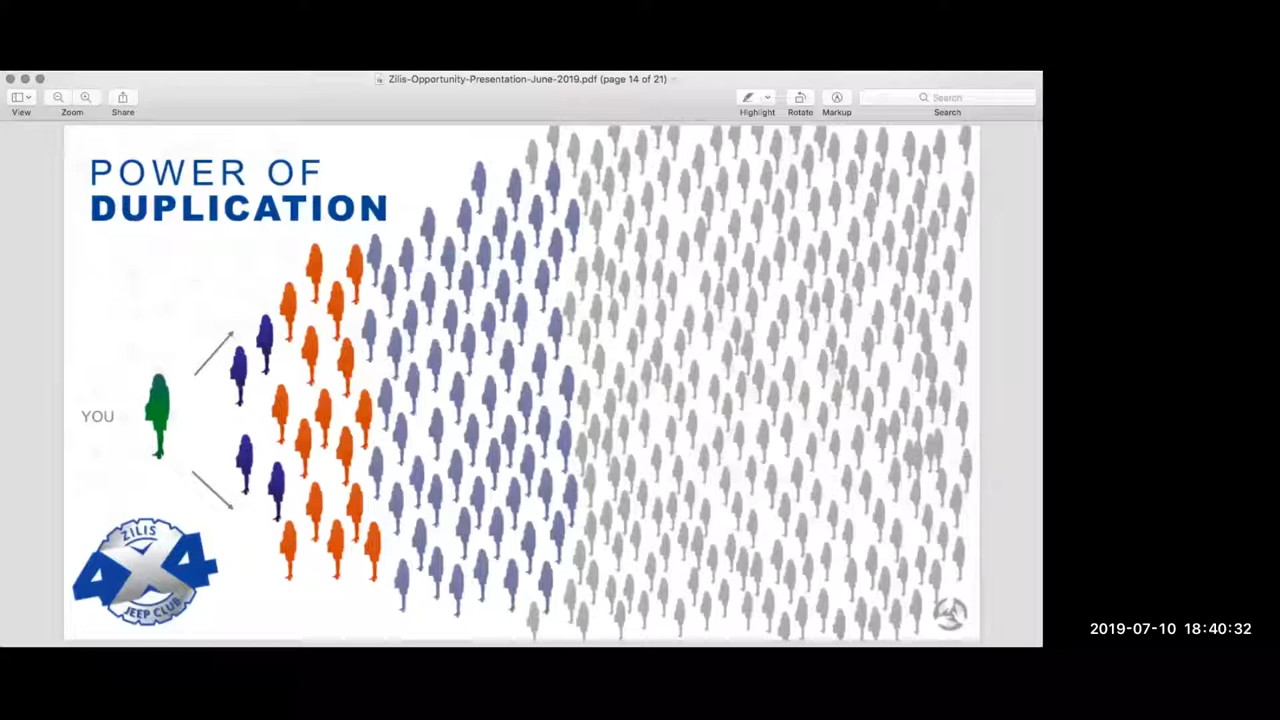 Zilis-Opportunity-Presentation-June-2019.pdf (page 14 of 21)
View
Zoom
Share
Highlight
Rotate
Markup
Search
Search
POWER OF
DUPLICATION
YOU
ZILIS
4X4
JEEP CLUB
2019-07-10 18:40:32